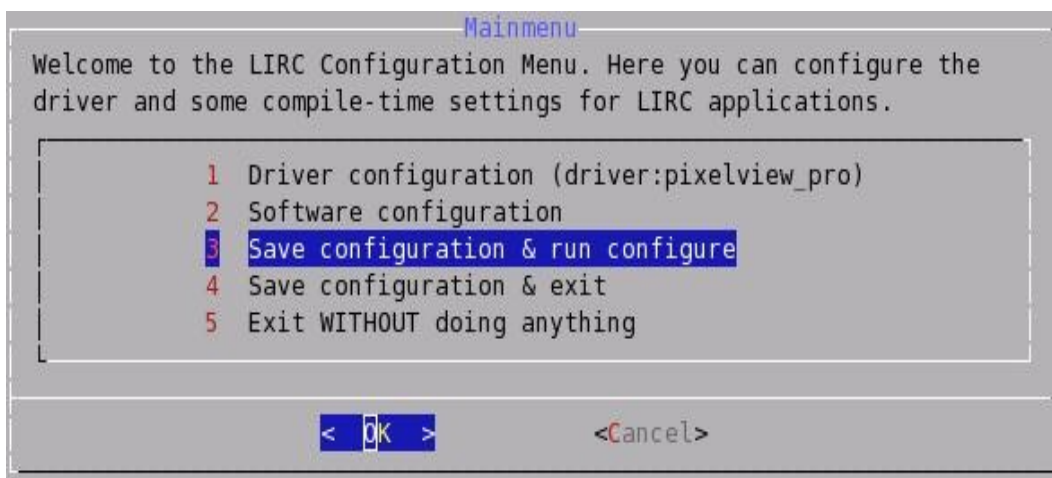 Mainmenu
Welcome to the LIRC Configuration Menu. Here you can configure the
driver and some compile-time settings for LIRC applications.
1 Driver configuration (driver:pixelview_pro)
2 Software configuration
3 Save configuration & run configure
4 Save configuration & exit
5 Exit WITHOUT doing anything
< OK > <Cancel>